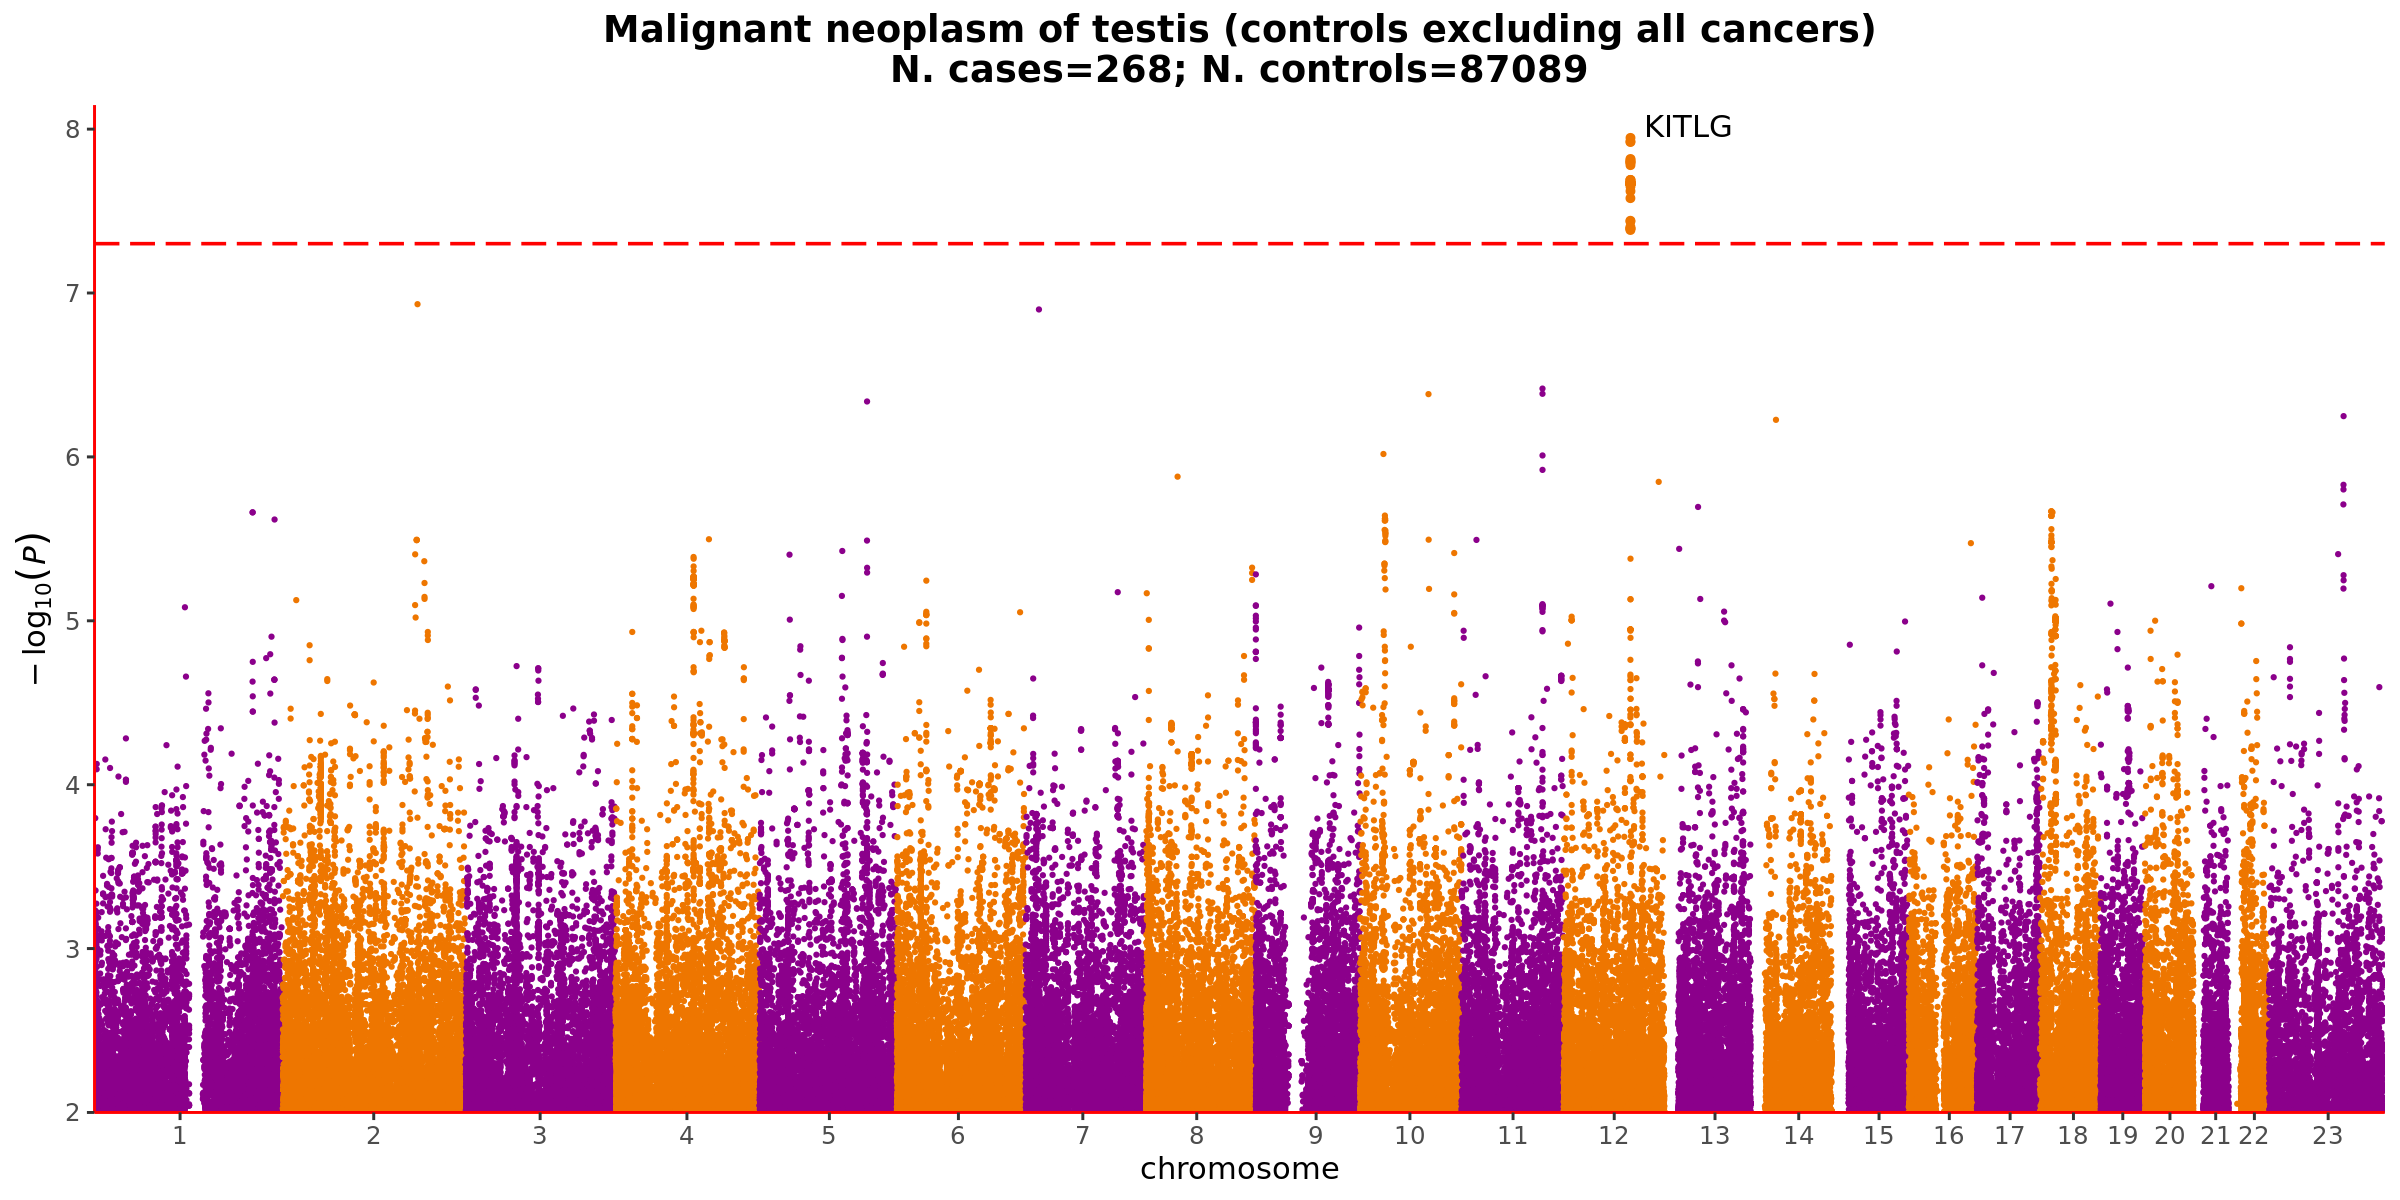 Malignant neoplasm of testis (controls excluding all cancers)
N. cases=268; N. controls=87089
KITLG
8
7
6
5
4
3
2
−log10(P)
1 2 3 4 5 6 7 8 9 10 11 12 13 14 15 16 17 18 19 20 21 22 23
chromosome